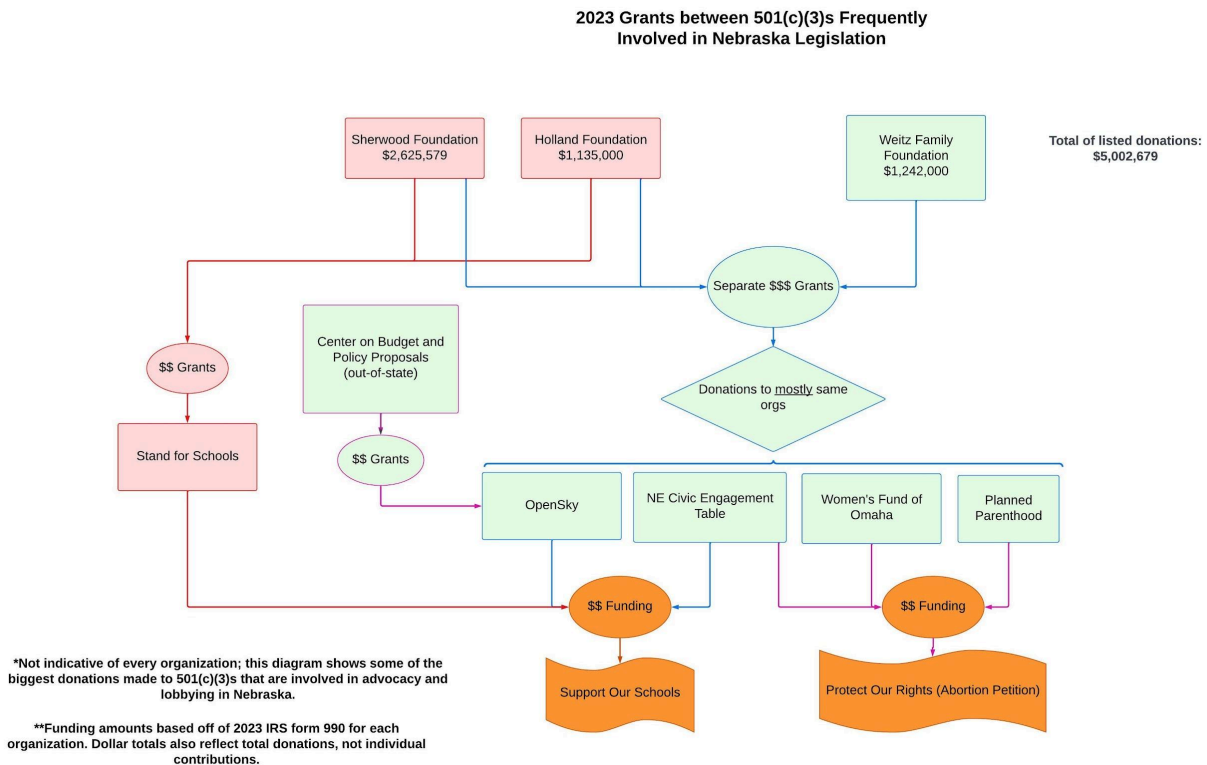 2023 Grants between 501(c)(3)s Frequently
Involved in Nebraska Legislation
Sherwood Foundation
$2,625,579
Holland Foundation
$1,135,000
Weitz Family
Foundation
$1,242,000
Total of listed donations:
$5,002,679
Separate $$$ Grants
Center on Budget and
Policy Proposals
(out-of-state)
$$ Grants
Donations to mostly same
orgs
Stand for Schools
$$ Grants
OpenSky
NE Civic Engagement
Table
Women's Fund of
Omaha
Planned
Parenthood
$$ Funding
$$ Funding
Support Our Schools
Protect Our Rights (Abortion Petition)
*Not indicative of every organization; this diagram shows some of the
biggest donations made to 501(c)(3)s that are involved in advocacy and
lobbying in Nebraska.
**Funding amounts based off of 2023 IRS form 990 for each
organization. Dollar totals also reflect total donations, not individual
contributions.